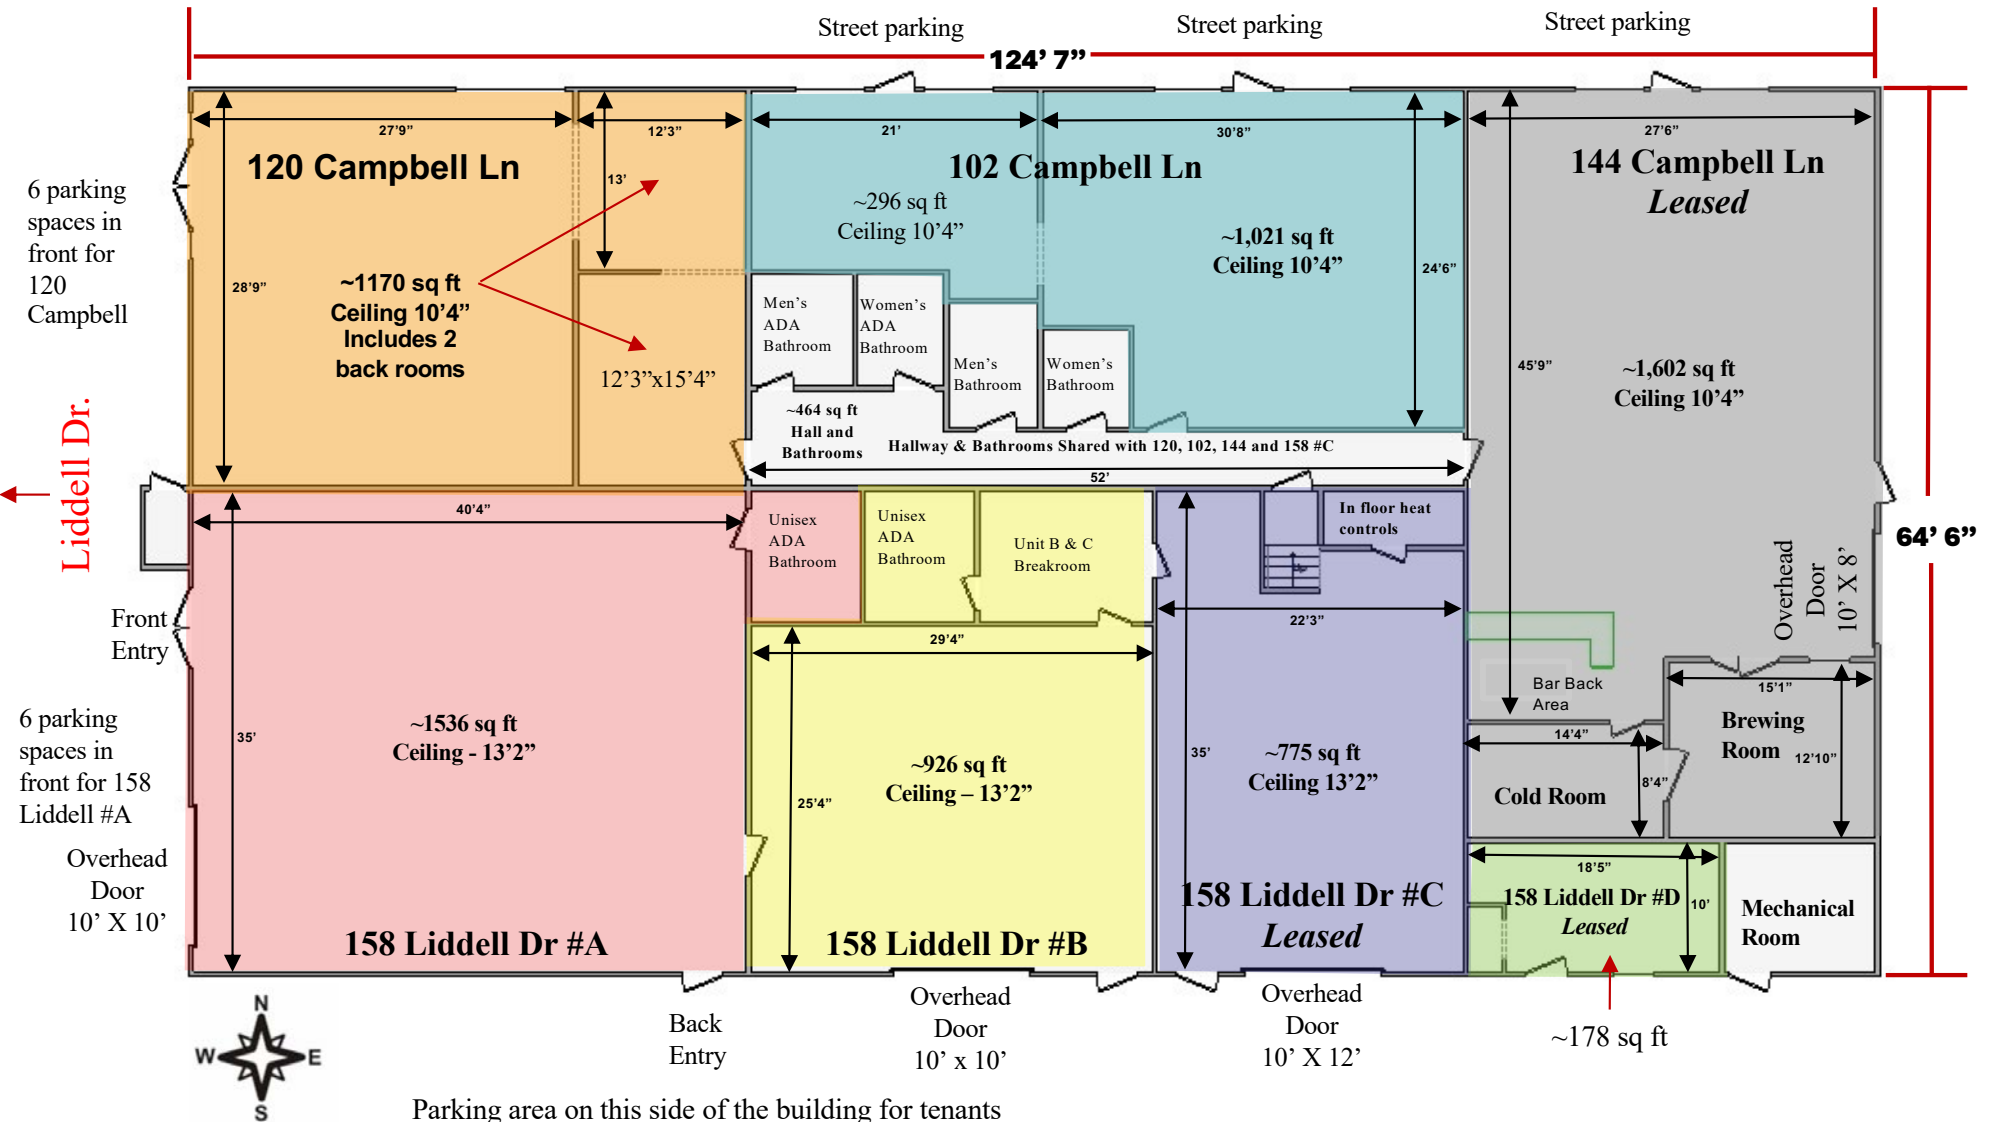 Street parking
Street parking
Street parking
124’ 7”
27’9”
12’3”
21’
30’8”
27’6”
120 Campbell Ln
13’
28’9”
~1170 sq ft
Ceiling 10’4”
Includes 2
back rooms
12’3”x15’4”
6 parking
spaces in
front for
120
Campbell
102 Campbell Ln
~296 sq ft
Ceiling 10’4”
~1,021 sq ft
Ceiling 10’4”
24’6”
144 Campbell Ln
Leased
45’9”
~1,602 sq ft
Ceiling 10’4”
Men’s
ADA
Bathroom
Women’s
ADA
Bathroom
Men’s
Bathroom
Women’s
Bathroom
~464 sq ft
Hall and
Bathrooms
Hallway & Bathrooms Shared with 120, 102, 144 and 158 #C
52’
Liddell Dr.
64’ 6”
40’4”
Unisex
ADA
Bathroom
Unisex
ADA
Bathroom
Unit B & C
Breakroom
In floor heat
controls
Up
Overhead
Door
10’ X 8’
Front
Entry
29’4”
22’3”
Bar Back
Area
15’1”
Brewing
Room
12’10”
14’4”
8’4”
Cold Room
6 parking
spaces in
front for 158
Liddell #A
35’
~1536 sq ft
Ceiling - 13’2”
25’4”
~926 sq ft
Ceiling – 13’2”
35’
~775 sq ft
Ceiling 13’2”
Overhead
Door
10’ X 10’
158 Liddell Dr #A
158 Liddell Dr #B
158 Liddell Dr #C
Leased
18’5”
158 Liddell Dr #D
Leased
10’
Mechanical
Room
N
W
E
S
Back
Entry
Overhead
Door
10’ x 10’
Overhead
Door
10’ X 12’
~178 sq ft
Parking area on this side of the building for tenants